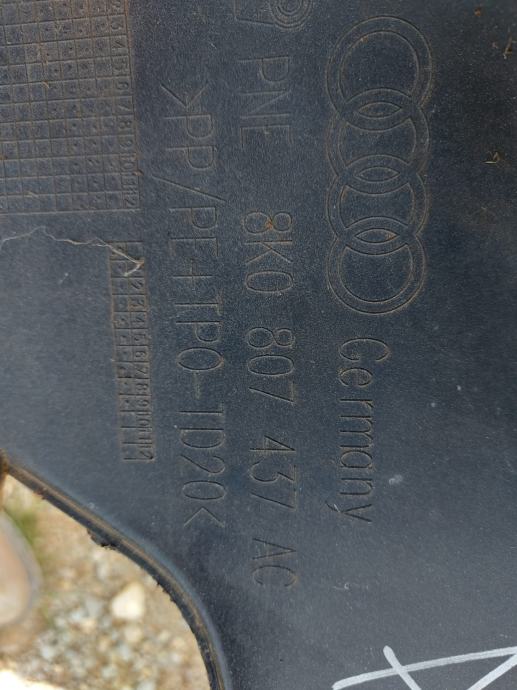 Germany
PNE 8K0 807 437 AC
>PP/PE+TPO-TD20<